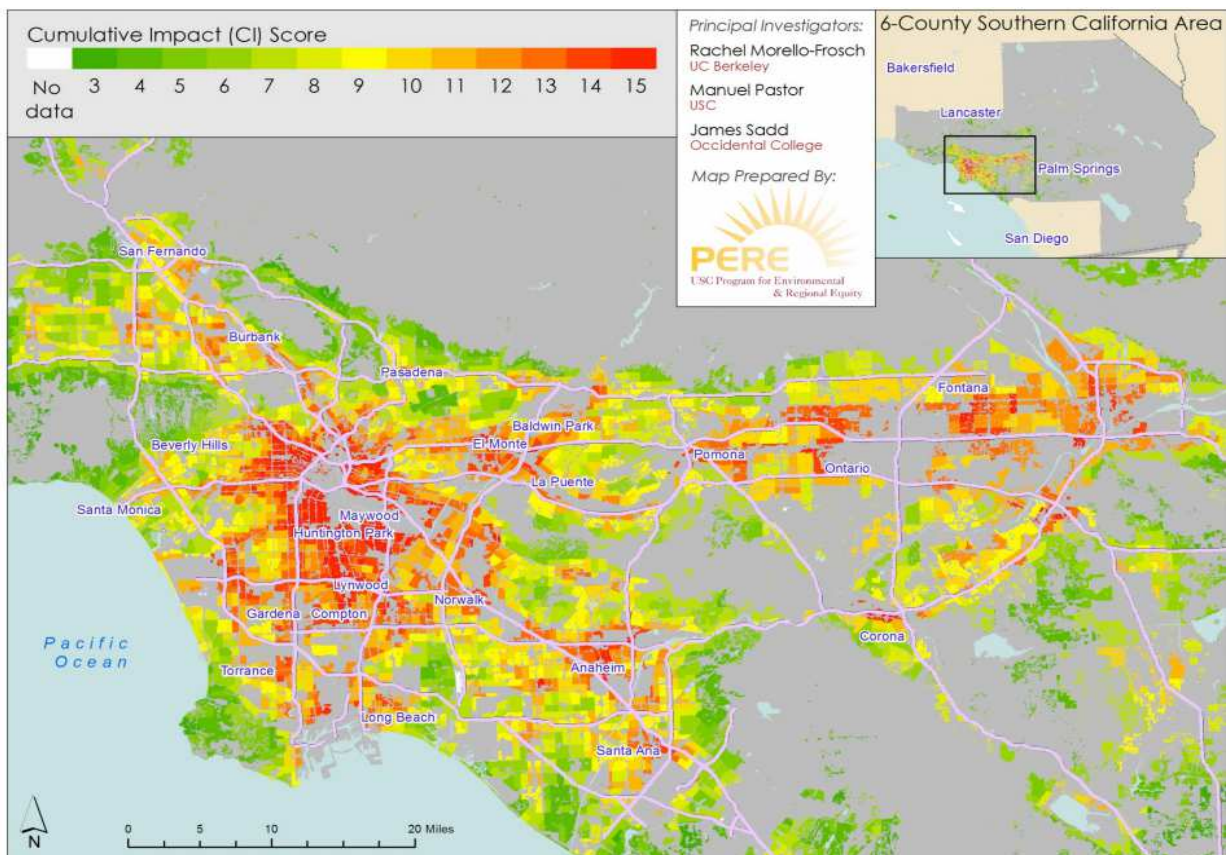 Cumulative Impact (CI) Score
No data
3 4 5 6 7 8 9 10 11 12 13 14 15
Principal Investigators:
Rachel Morello-Frosch
UC Berkeley
Manuel Pastor
USC
James Sadd
Occidental College
Map Prepared By:
PERE
USC Program for Environmental
& Regional Equity
6-County Southern California Area
Bakersfield
Lancaster
Palm Springs
San Diego
San Fernando
Burbank
Pasadena
Fontana
Baldwin Park
Beverly Hills
El Monte
Pomona
Ontario
La Puente
Santa Monica
Maywood
Huntington Park
Lynwood
Norwalk
Gardena
Compton
Corona
Pacific
Ocean
Anaheim
Torrance
Long Beach
Santa Ana
N
0 5 10 20 Miles